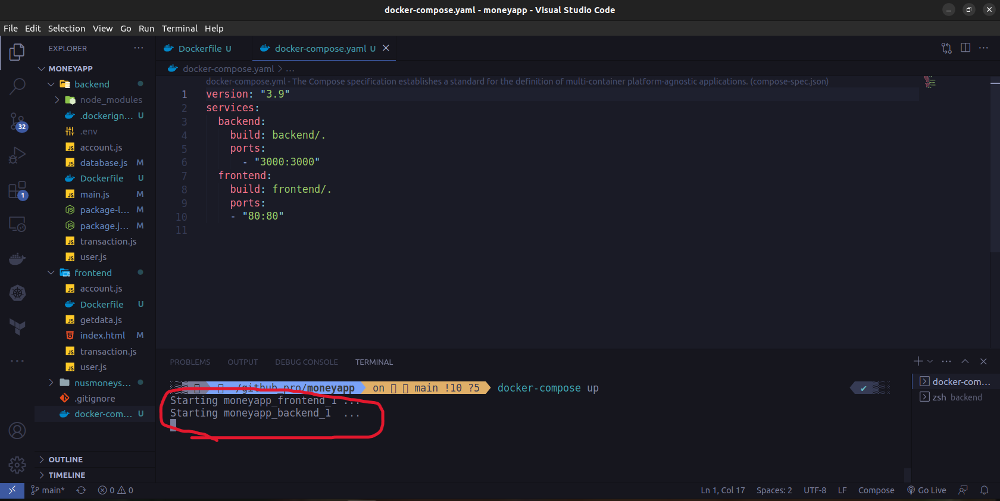 docker-compose.yaml - moneyapp - Visual Studio Code
File Edit Selection View Go Run Terminal Help
EXPLORER
MONEYAPP
backend
node_modules
.dockerign... U
.env
account.js
database.js M
Dockerfile U
main.js M
package-l... M
package.j... M
transaction.js
user.js
frontend
account.js
Dockerfile U
getdata.js
index.html M
transaction.js
user.js
nusmoneys...
.gitignore
docker-com... U
OUTLINE
TIMELINE
32
1
Dockerfile U
docker-compose.yaml U
docker-compose.yaml > ...
docker-compose.yml - The Compose specification establishes a standard for the definition of multi-container platform-agnostic applications. (compose-spec.json)
1 version: "3.9"
2 services:
3 backend:
4 build: backend/.
5 ports:
6 - "3000:3000"
7 frontend:
8 build: frontend/.
9 ports:
10 - "80:80"
11
PROBLEMS OUTPUT DEBUG CONSOLE TERMINAL
~/github_pro/moneyapp on main !10 ?5 docker-compose up ✔
Starting moneyapp_frontend_1 ...
Starting moneyapp_backend_1 ...
docker-com...
zsh backend
main* 0 0 Ln 1, Col 17 Spaces: 2 UTF-8 LF Compose Go Live